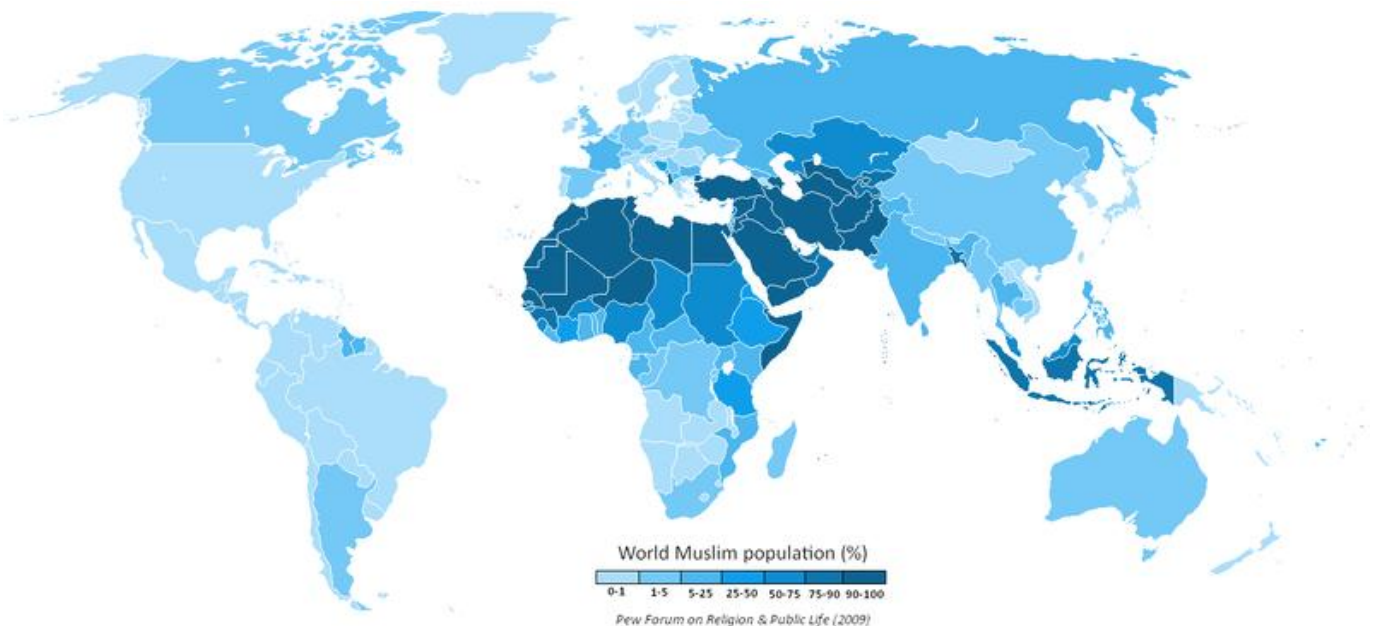 World Muslim population (%)
0-1 1-5 5-25 25-50 50-75 75-90 90-100
Pew Forum on Religion & Public Life (2009)